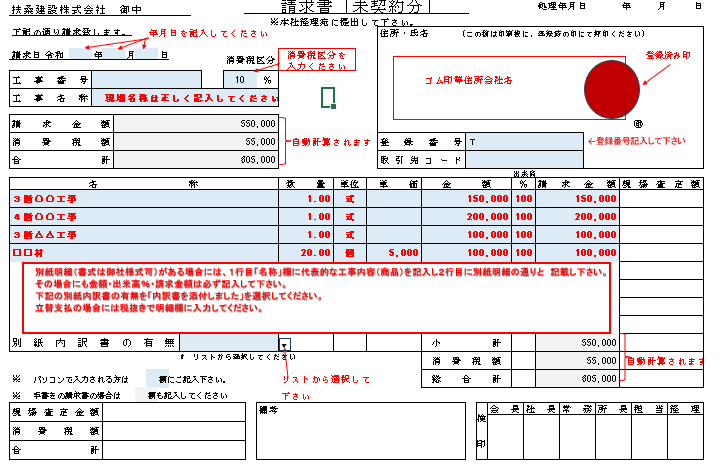 扶桑建設株式会社　御中
請求書（未契約分）
処理年月日　　年　　月　　日
※本社経理宛に提出して下さい。
下記の通り請求致します。
年月日を記入してください
請求日 令和　　年　　月　　日
消費税区分
消費税区分を
入力ください
工事番号
10 %
工事名称　現場名称は正しく記入してください
住所・氏名
（この欄は印刷後に、各故障の印にて押印ください）
登録済み印
ゴム印等住所会社名
㊞
登録番号　T
←登録番号記入して下さい
取引先コード
請求金額　550,000
消費税額　55,000
合計　605,000
自動計算されます
出来高
名称　数量　単位　単価　金額　%　請求金額　現場査定額
３階〇〇工事　1.00　式　150,000　100　150,000
４階〇〇工事　1.00　式　200,000　100　200,000
３階△△工事　1.00　式　100,000　100　100,000
□□材　20.00　個　5,000　100,000　100　100,000
別紙明細（書式は御社様式可）がある場合には、1行目「名称」欄に代表的な工事内容（商品）を記入し2行目に別紙明細の通りと　記載し下さい。
その場合にも金額・出来高%・請求金額は必ず記入して下さい。
下記の別紙内訳書の有無を「内訳書を添付しました」を選択してください。
立替支払の場合には税抜きで明細欄に入力してください。
別紙内訳書の有無
↑　リストから選択してください
リストから選択して
下さい
小計　550,000
消費税額　55,000
総合計　605,000
自動計算されます
※　パソコンで入力される方は　欄にご記入下さい。
※　手書きの請求書の場合は　欄も記入してください
現場査定金額
消費税額
合計
備考
検印
会長　社長　常務　所長　担当　経理